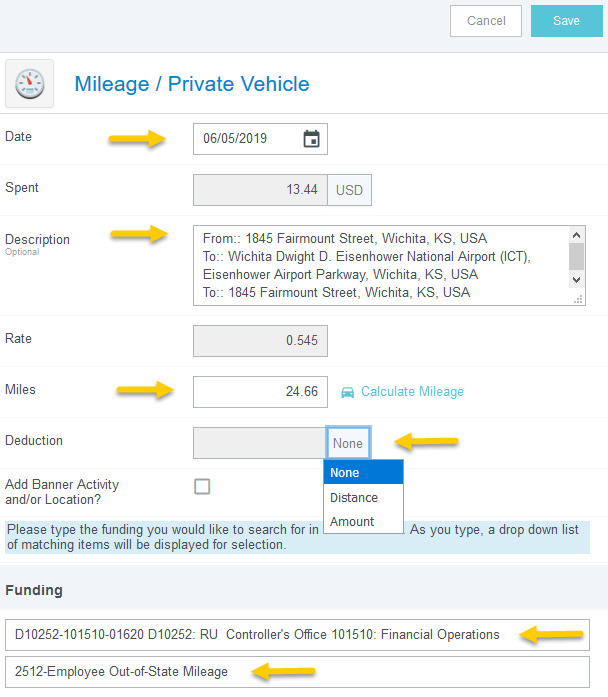 Cancel
Save
Mileage / Private Vehicle
Date
06/05/2019
Spent
13.44
USD
Description
Optional
From:: 1845 Fairmount Street, Wichita, KS, USA
To:: Wichita Dwight D. Eisenhower National Airport (ICT),
Eisenhower Airport Parkway, Wichita, KS, USA
To:: 1845 Fairmount Street, Wichita, KS, USA
Rate
0.545
Miles
24.66
Calculate Mileage
Deduction
None
None
Distance
Amount
Add Banner Activity
and/or Location?
Please type the funding you would like to search for in . As you type, a drop down list
of matching items will be displayed for selection.
Funding
D10252-101510-01620 D10252: RU Controller's Office 101510: Financial Operations
2512-Employee Out-of-State Mileage